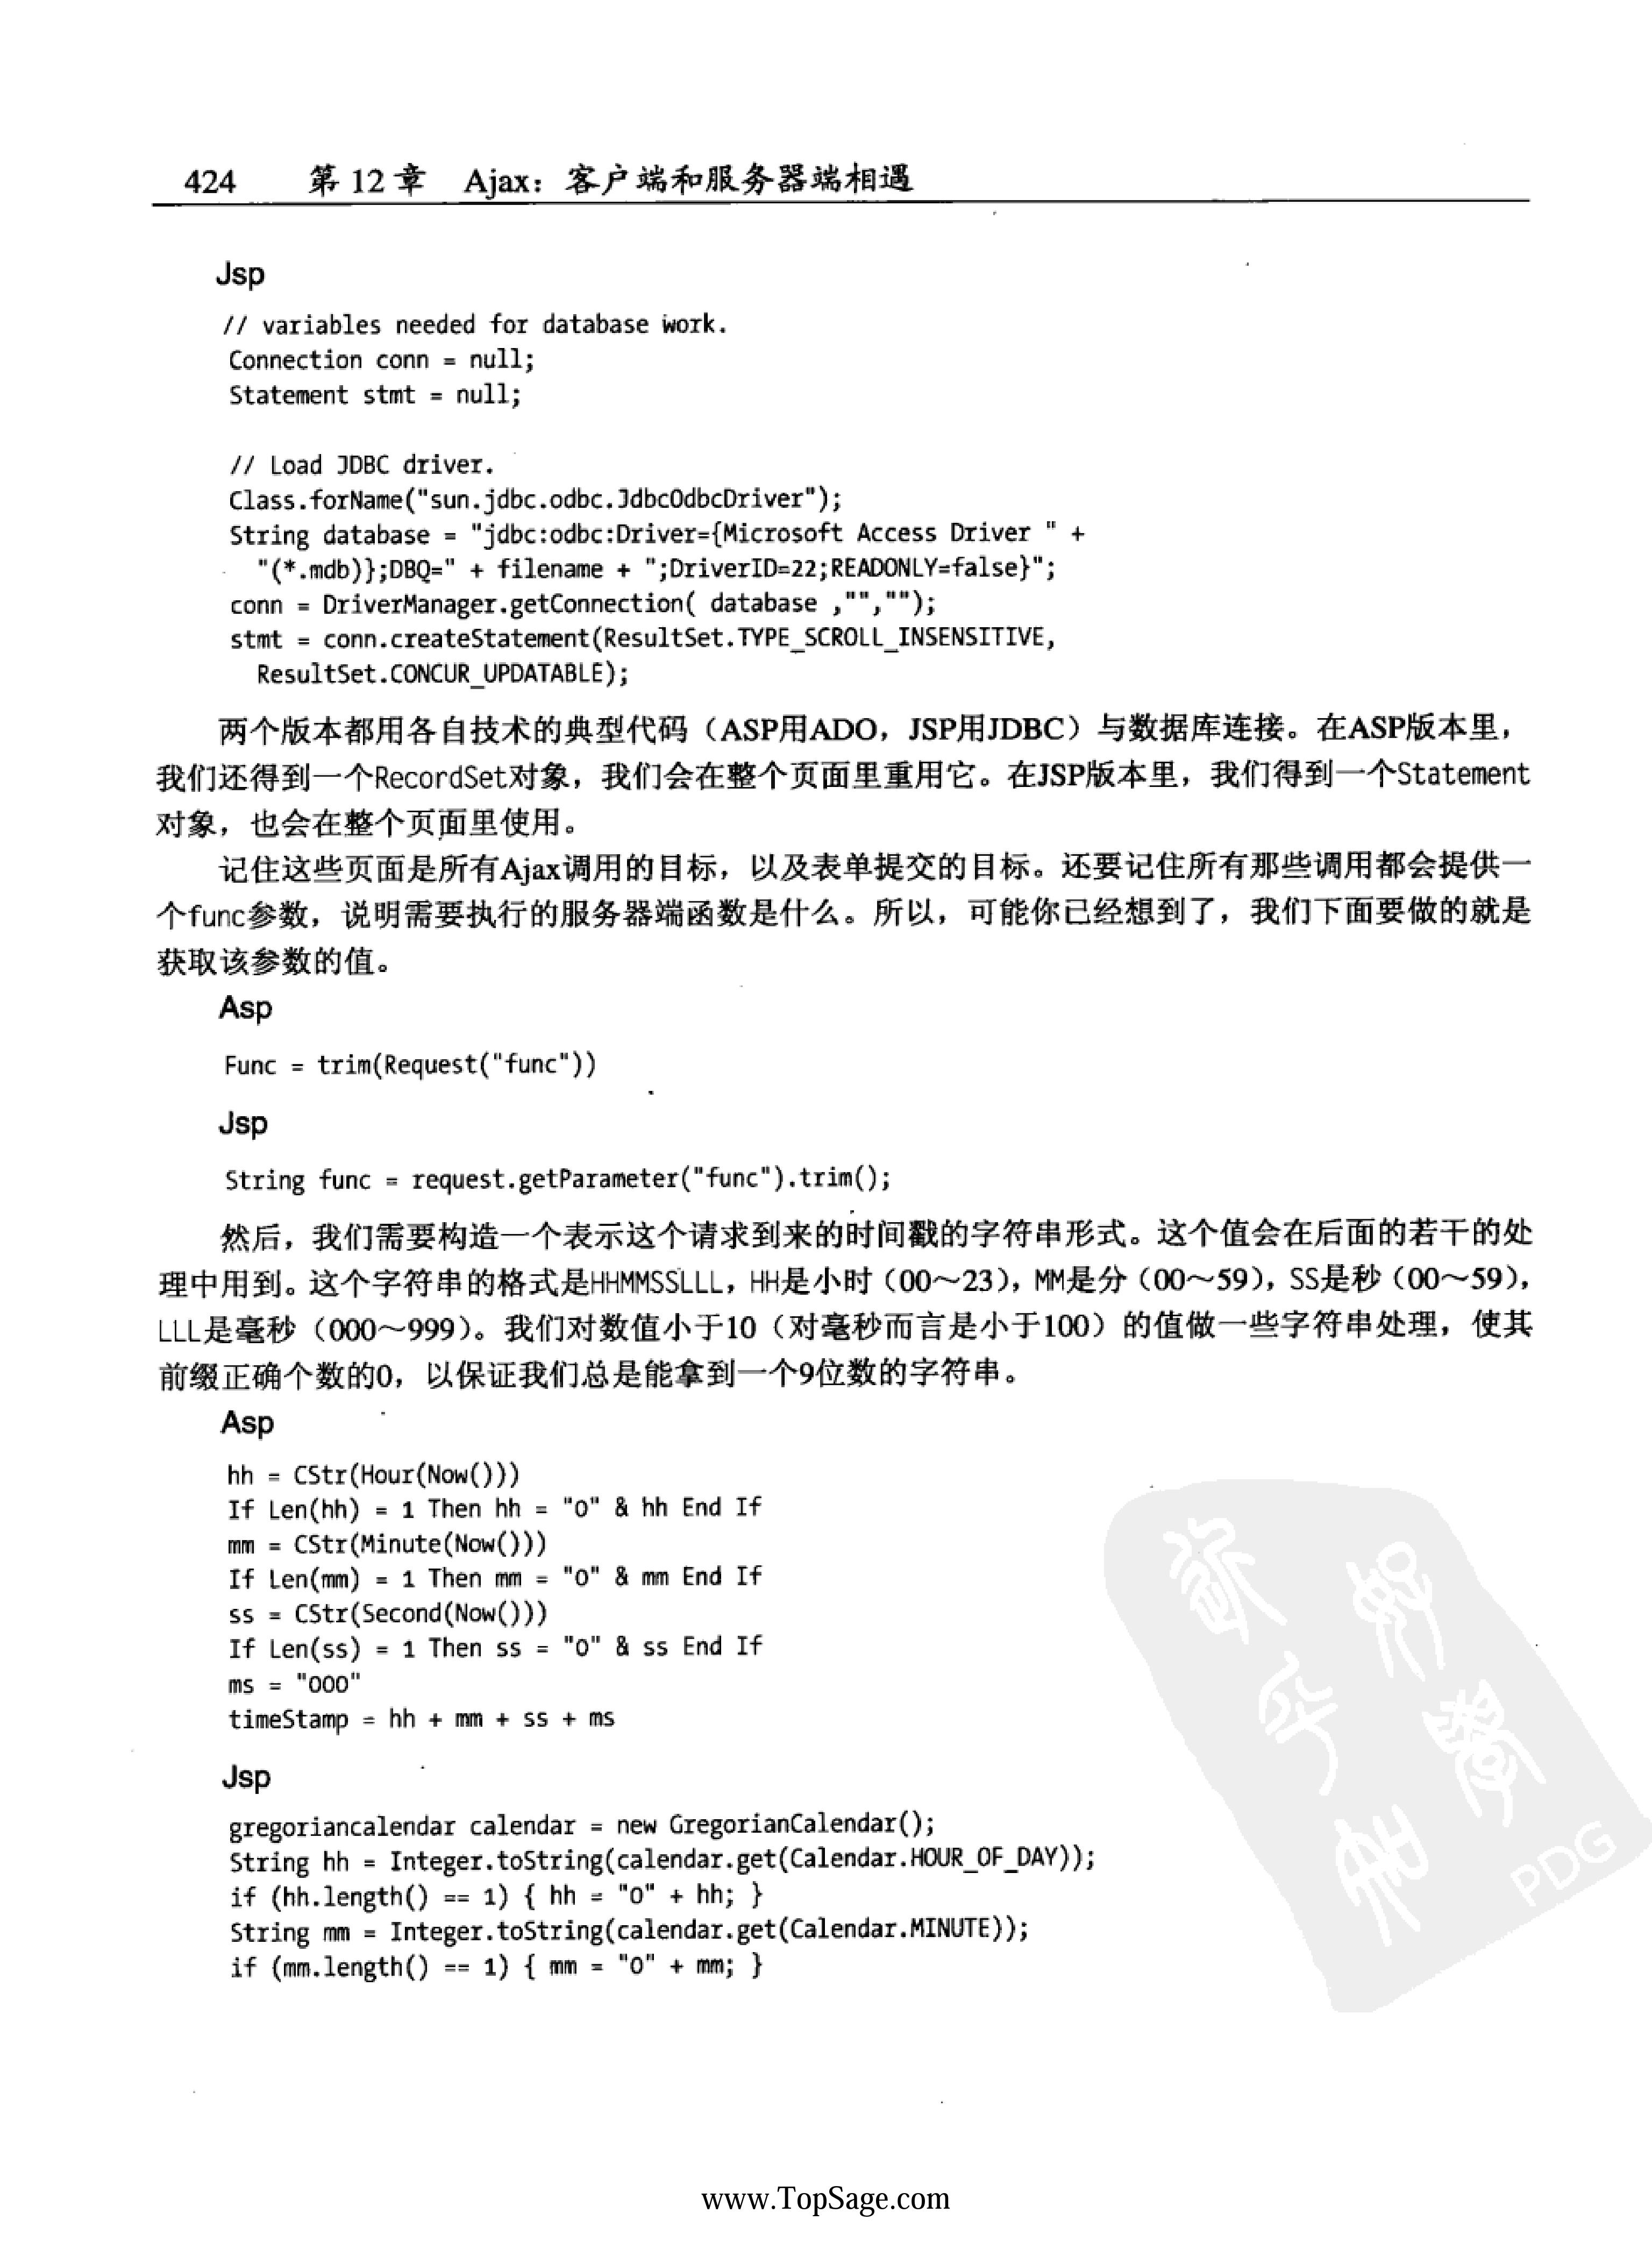 424 第 12 章 Ajax：客户端和服务器端相遇
Jsp
// variables needed for database work.
Connection conn = null;
Statement stmt = null;
// Load JDBC driver.
Class.forName("sun.jdbc.odbc.JdbcOdbcDriver");
String database = "jdbc:odbc:Driver={Microsoft Access Driver " +
"(*.mdb)};DBQ=" + filename + ";DriverID=22;READONLY=false}";
conn = DriverManager.getConnection( database ,"","");
stmt = conn.createStatement(ResultSet.TYPE_SCROLL_INSENSITIVE,
ResultSet.CONCUR_UPDATABLE);
两个版本都用各自技术的典型代码（ASP用ADO，JSP用JDBC）与数据库连接。在ASP版本里，
我们还得到一个RecordSet对象，我们会在整个页面里重用它。在JSP版本里，我们得到一个Statement
对象，也会在整个页面里使用。
记住这些页面是所有Ajax调用的目标，以及表单提交的目标。还要记住所有那些调用都会提供一
个func参数，说明需要执行的服务器端函数是什么。所以，可能你已经想到了，我们下面要做的就是
获取该参数的值。
Asp
Func = trim(Request("func"))
Jsp
String func = request.getParameter("func").trim();
然后，我们需要构造一个表示这个请求到来的时间戳的字符串形式。这个值会在后面的若干的处
理中用到。这个字符串的格式是HHMMSSLLL，HH是小时（00～23），MM是分（00～59），SS是秒（00～59），
LLL是毫秒（000～999）。我们对数值小于10（对毫秒而言是小于100）的值做一些字符串处理，使其
前缀正确个数的0，以保证我们总是能拿到一个9位数的字符串。
Asp
hh = CStr(Hour(Now()))
If Len(hh) = 1 Then hh = "0" & hh End If
mm = CStr(Minute(Now()))
If Len(mm) = 1 Then mm = "0" & mm End If
ss = CStr(Second(Now()))
If Len(ss) = 1 Then ss = "0" & ss End If
ms = "000"
timeStamp = hh + mm + ss + ms
Jsp
gregoriancalendar calendar = new GregorianCalendar();
String hh = Integer.toString(calendar.get(Calendar.HOUR_OF_DAY));
if (hh.length() == 1) { hh = "0" + hh; }
String mm = Integer.toString(calendar.get(Calendar.MINUTE));
if (mm.length() == 1) { mm = "0" + mm; }
PDG
www.TopSage.com